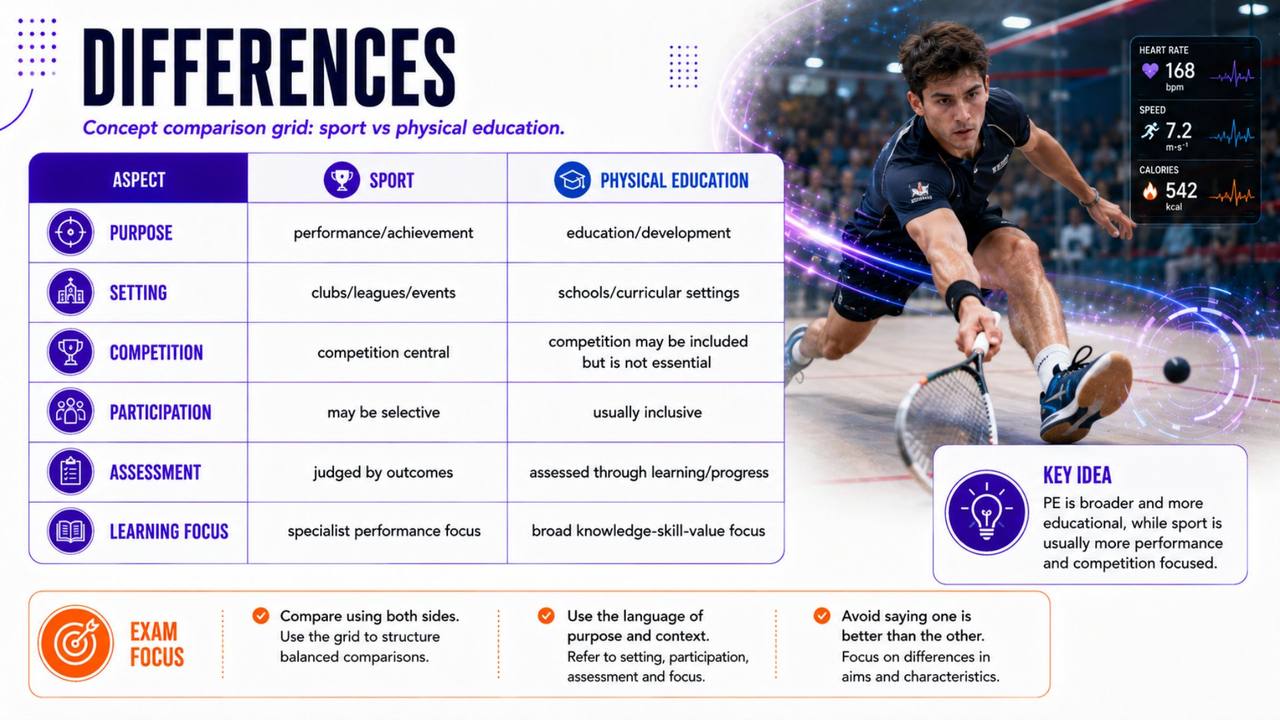 DIFFERENCES
Concept comparison grid: sport vs physical education.
ASPECT
SPORT
PHYSICAL EDUCATION
PURPOSE
performance/achievement
education/development
SETTING
clubs/leagues/events
schools/curricular settings
COMPETITION
competition central
competition may be included
but is not essential
PARTICIPATION
may be selective
usually inclusive
ASSESSMENT
judged by outcomes
assessed through learning/progress
LEARNING FOCUS
specialist performance focus
broad knowledge-skill-value focus
HEART RATE
168
bpm
SPEED
7.2
m·s⁻¹
CALORIES
542
kcal
KEY IDEA
PE is broader and more
educational, while sport is
usually more performance
and competition focused.
EXAM
FOCUS
Compare using both sides.
Use the grid to structure
balanced comparisons.
Use the language of
purpose and context.
Refer to setting, participation,
assessment and focus.
Avoid saying one is
better than the other.
Focus on differences in
aims and characteristics.